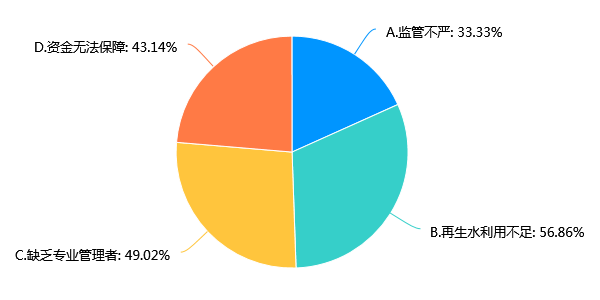 A.监管不严: 33.33%
D.资金无法保障: 43.14%
B.再生水利用不足: 56.86%
C.缺乏专业管理者: 49.02%